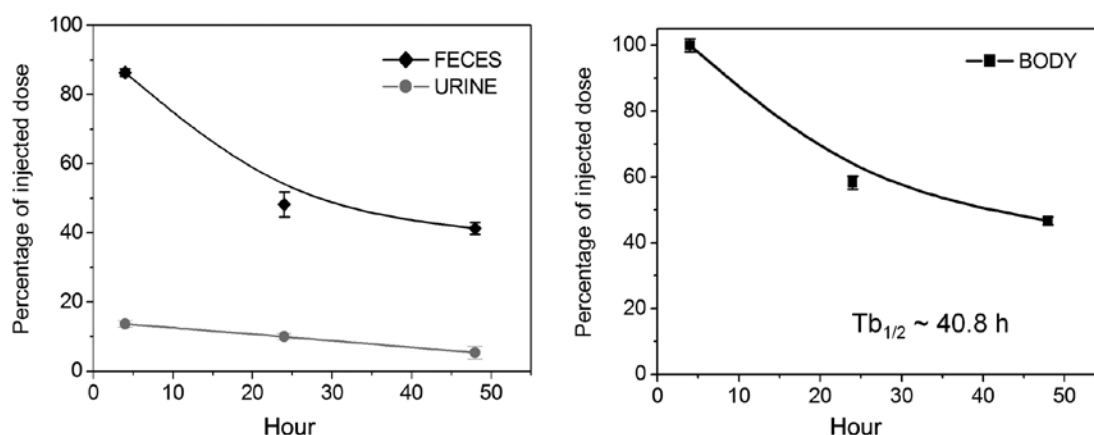 Percentage of injected dose
100
80
60
40
20
0
FECES
URINE
0 10 20 30 40 50
Hour
Percentage of injected dose
100
80
60
40
20
0
BODY
Tb1/2 ~ 40.8 h
0 10 20 30 40 50
Hour